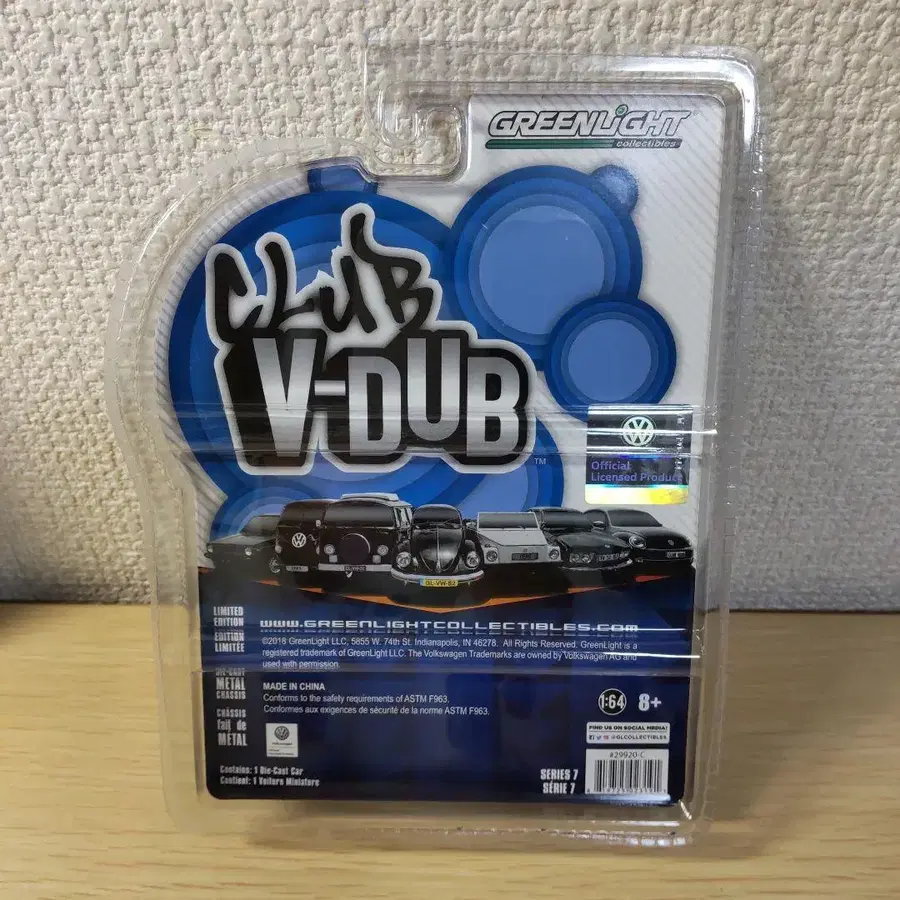 GREENLIGHT
collectibles
CLUB
V-DUB
TM
Official
Licensed Product
GL-VW-B2
LIMITED
EDITION
ÉDITION
LIMITÉE
DIE-CAST
METAL
CHASSIS
CHÂSSIS
fait de
MÉTAL
WWW.GREENLIGHTCOLLECTIBLES.COM
©2018 GreenLight LLC, 5855 W. 74th St. Indianapolis, IN 46278. All Rights Reserved. GreenLight is a
registered trademark of GreenLight LLC. The Volkswagen Trademarks are owned by Volkswagen AG and
used with permission.
MADE IN CHINA
Conforms to the safety requirements of ASTM F963.
Conformes aux exigences de sécurité de la norme ASTM F963.
1:64
8+
FIND US ON SOCIAL MEDIA!
@GLCOLLECTIBLES
#29920-C
Contains: 1 Die-Cast Car
Contient: 1 Voiture Miniature
SERIES 7
SÉRIE 7